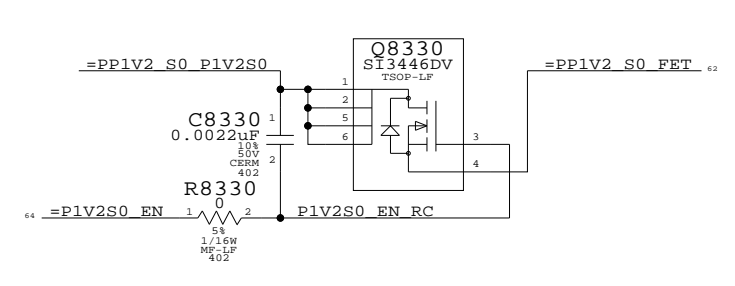 Q8330
SI3446DV
TSOP-LF
=PP1V2_S0_P1V2S0
=PP1V2_S0_FET
62
1
2
5
6
3
4
C8330
1
0.0022uF
10%
50V
CERM
402
2
R8330
0
64
=P1V2S0_EN
1
2
P1V2S0_EN_RC
5%
1/16W
MF-LF
402